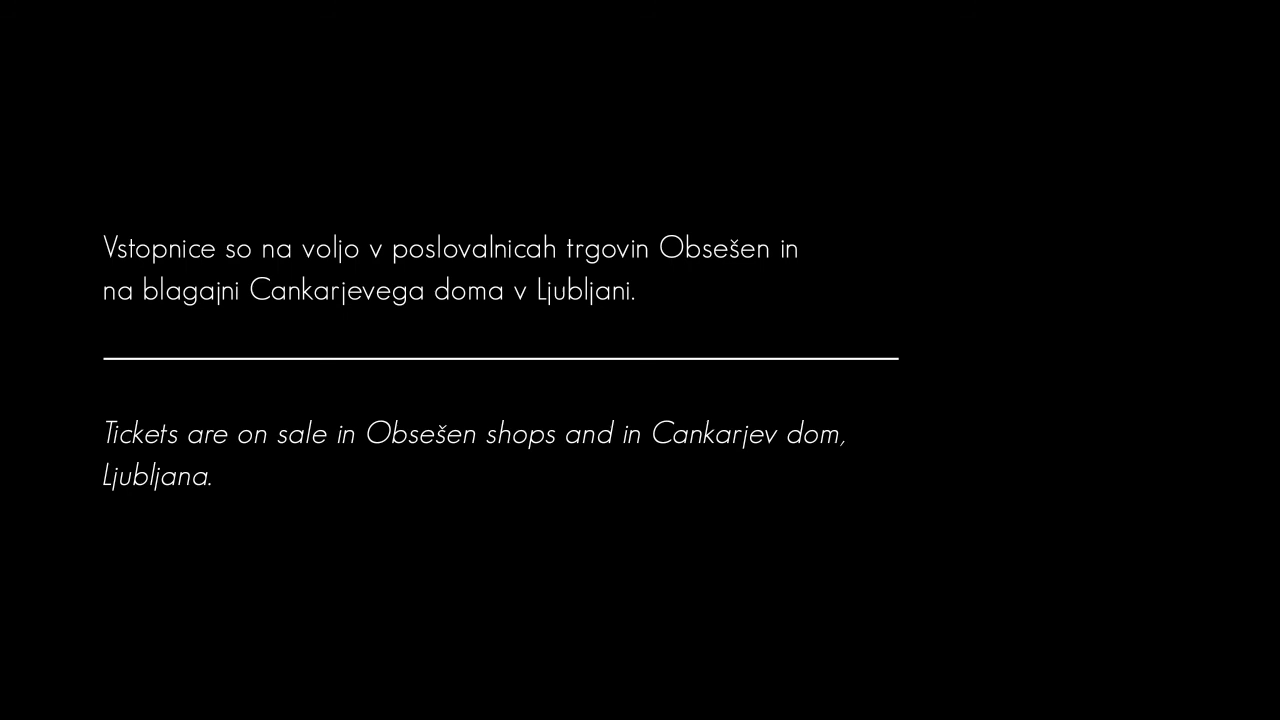 Vstopnice so na voljo v poslovalnicah trgovin Obsešen in
na blagajni Cankarjevega doma v Ljubljani.
Tickets are on sale in Obsešen shops and in Cankarjev dom,
Ljubljana.